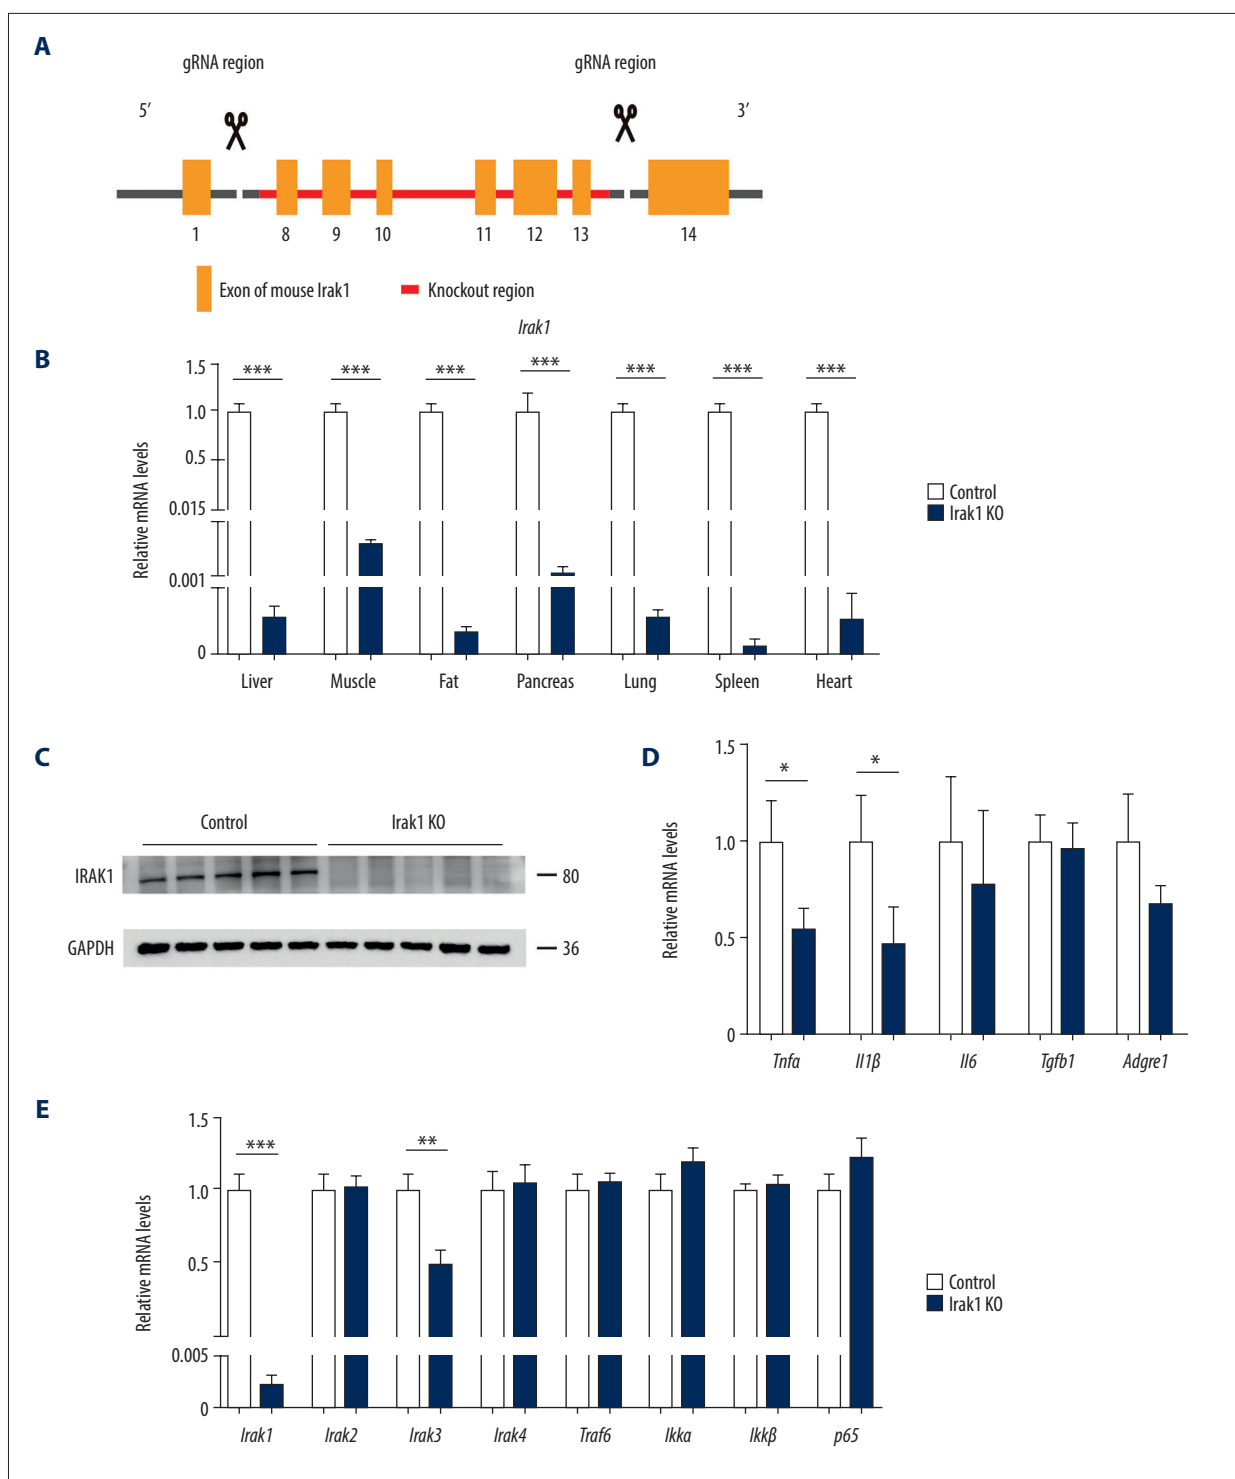 A
gRNA region gRNA region
5′ 3′
1 8 9 10 11 12 13 14
Exon of mouse Irak1 Knockout region
B
Irak1
Relative mRNA levels
1.5
1.0
0.5
0.015
0.001
0
*** *** *** *** *** *** ***
Liver Muscle Fat Pancreas Lung Spleen Heart
Control
Irak1 KO
C
Control Irak1 KO
IRAK1 80
GAPDH 36
D
Relative mRNA levels
1.5
1.0
0.5
0
* *
Tnfa Il1β Il6 Tgfb1 Adgre1
E
Relative mRNA levels
1.5
1.0
0.5
0.005
0
*** **
Irak1 Irak2 Irak3 Irak4 Traf6 Ikkα Ikkβ p65
Control
Irak1 KO